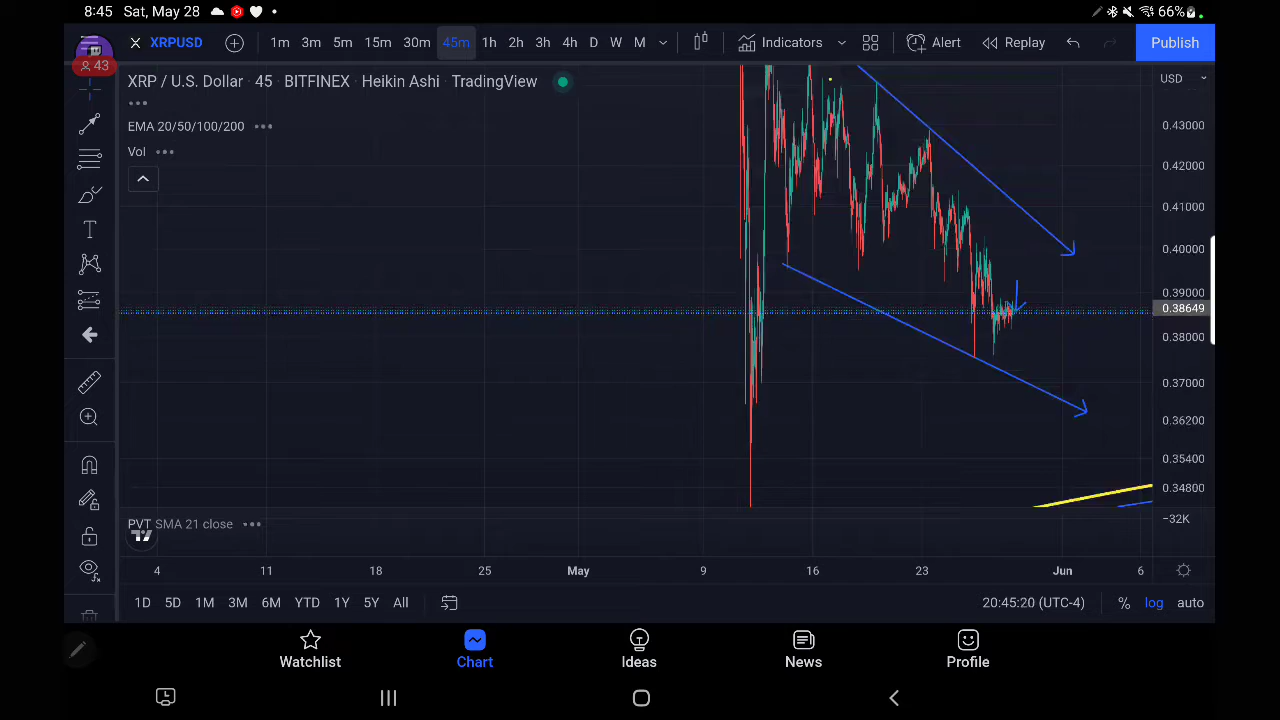 8:45 Sat, May 28 66%
43
XRPUSD 1m 3m 5m 15m 30m 45m 1h 2h 3h 4h D W M Indicators Alert Replay Publish
XRP / U.S. Dollar · 45 · BITFINEX · Heikin Ashi · TradingView
USD
EMA 20/50/100/200
Vol
0.43000
0.42000
0.41000
0.40000
0.39000
0.38649
0.38000
0.37000
0.36200
0.35400
0.34800
−32K
PVT SMA 21 close
4 11 18 25 May 9 16 23 Jun 6
1D 5D 1M 3M 6M YTD 1Y 5Y All 20:45:20 (UTC-4) % log auto
Watchlist Chart Ideas News Profile